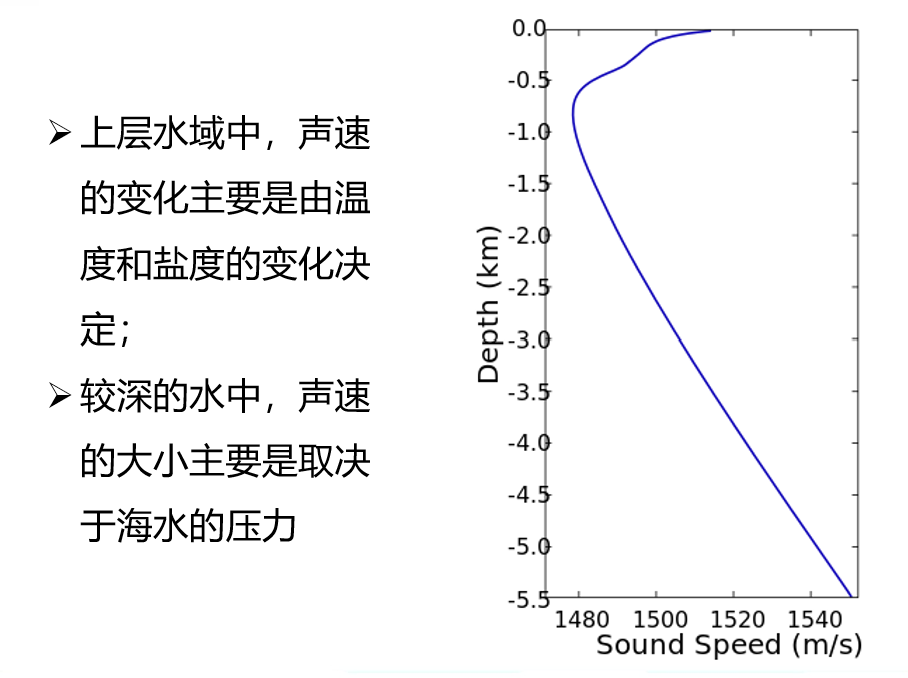 ➢上层水域中，声速
的变化主要是由温
度和盐度的变化决
定；
➢较深的水中，声速
的大小主要是取决
于海水的压力
0.0
-0.5
-1.0
-1.5
-2.0
-2.5
-3.0
-3.5
-4.0
-4.5
-5.0
-5.5
Depth (km)
1480 1500 1520 1540
Sound Speed (m/s)